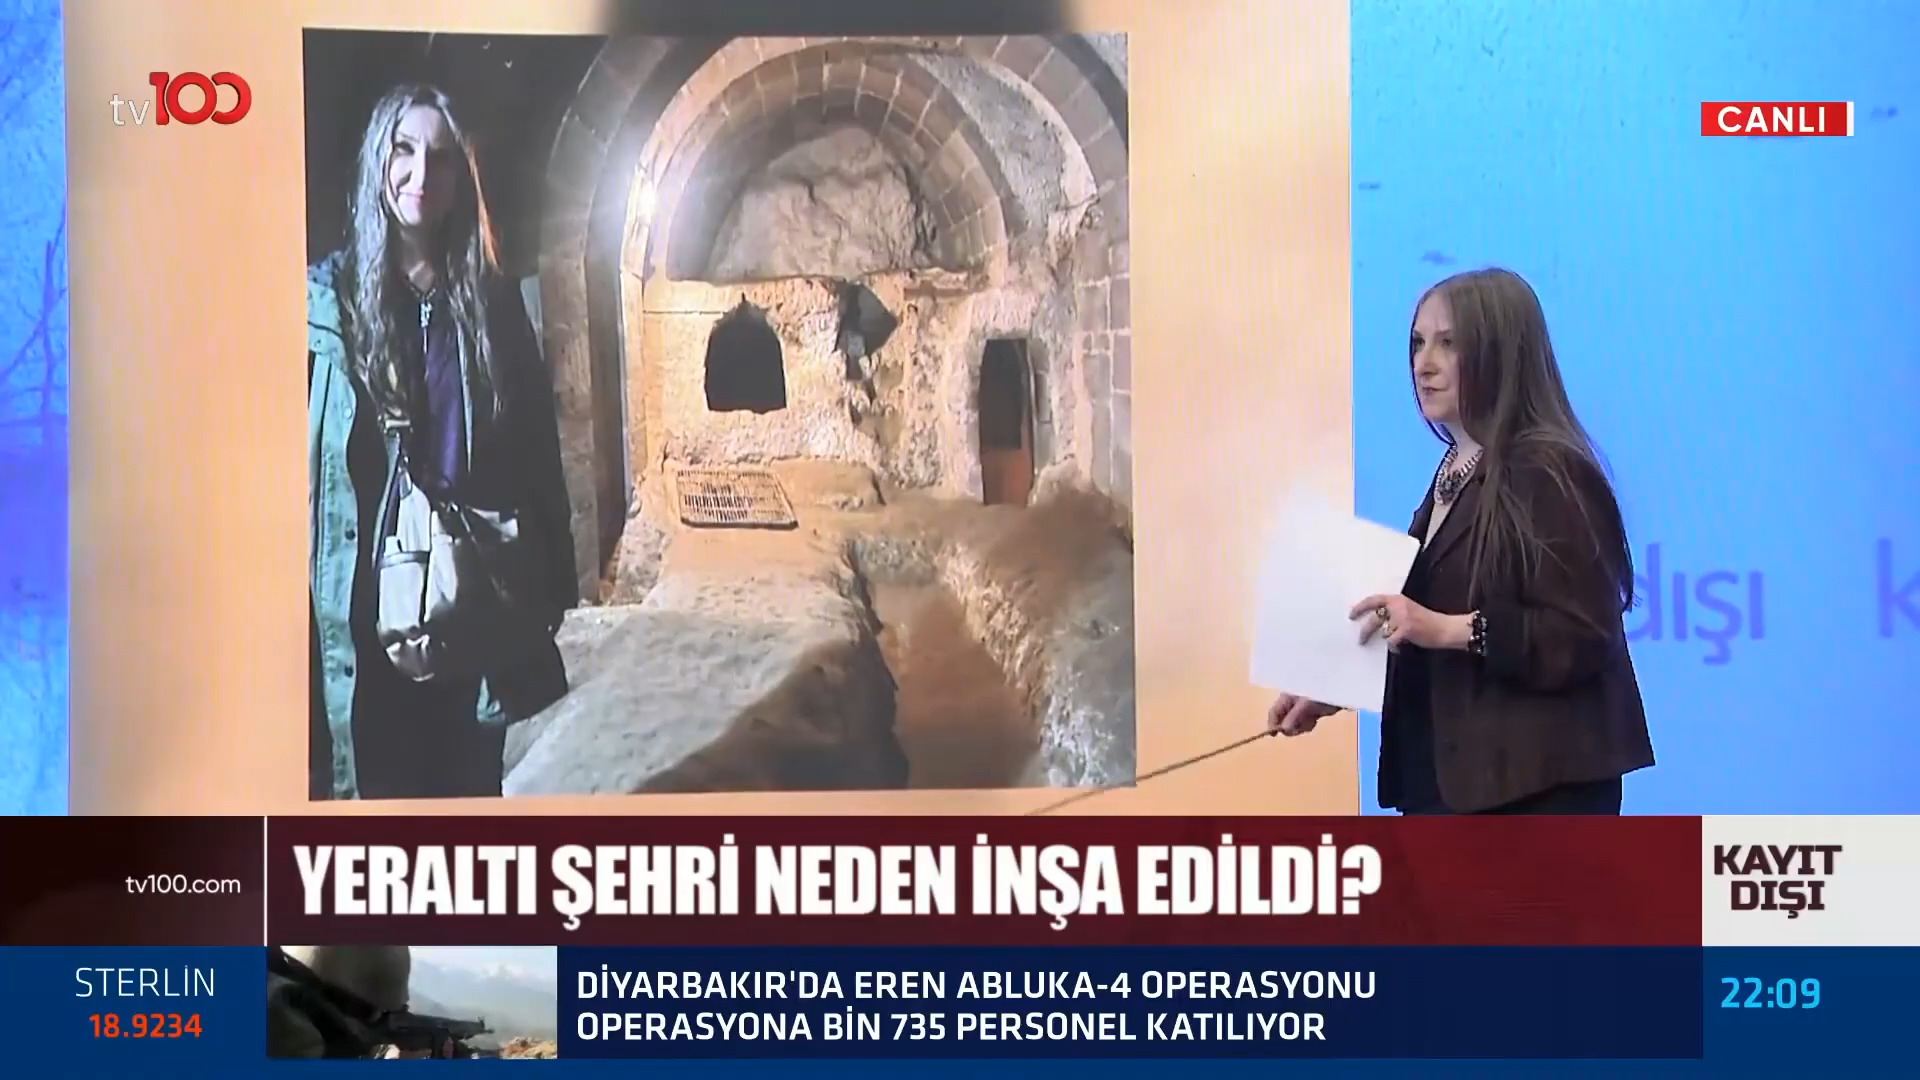 tv100
CANLI
dışı k
YERALTI ŞEHRİ NEDEN İNŞA EDİLDİ?
tv100.com
KAYIT
DIŞI
STERLİN
18.9234
DİYARBAKIR'DA EREN ABLUKA-4 OPERASYONU
OPERASYONA BİN 735 PERSONEL KATILIYOR
22:09